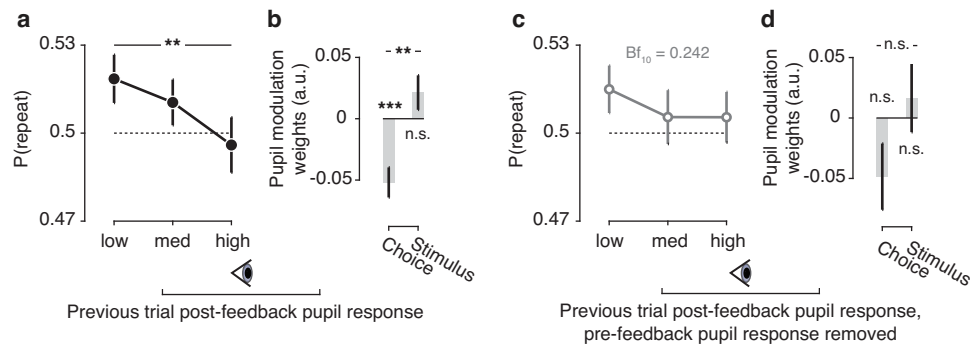 a
0.53
0.5
0.47
P(repeat)
**
low med high
b
0.05
0
-0.05
Pupil modulation
weights (a.u.)
**
***
n.s.
Choice
Stimulus
Previous trial post-feedback pupil response
c
0.53
0.5
0.47
P(repeat)
Bf10 = 0.242
low med high
d
0.05
0
-0.05
Pupil modulation
weights (a.u.)
n.s.
n.s.
n.s.
Choice
Stimulus
Previous trial post-feedback pupil response,
pre-feedback pupil response removed